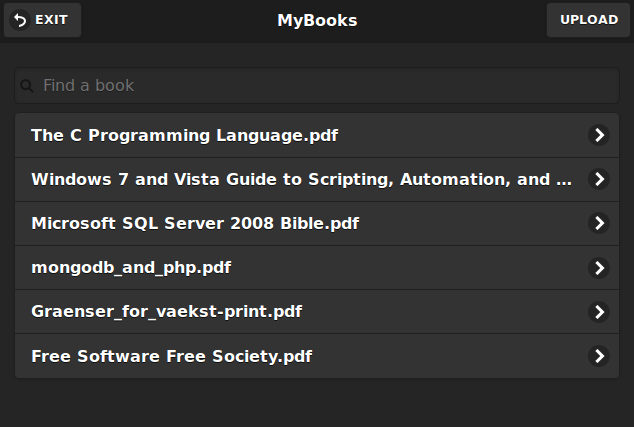 EXIT
MyBooks
UPLOAD
Find a book
The C Programming Language.pdf
Windows 7 and Vista Guide to Scripting, Automation, and ...
Microsoft SQL Server 2008 Bible.pdf
mongodb_and_php.pdf
Graenser_for_vaekst-print.pdf
Free Software Free Society.pdf